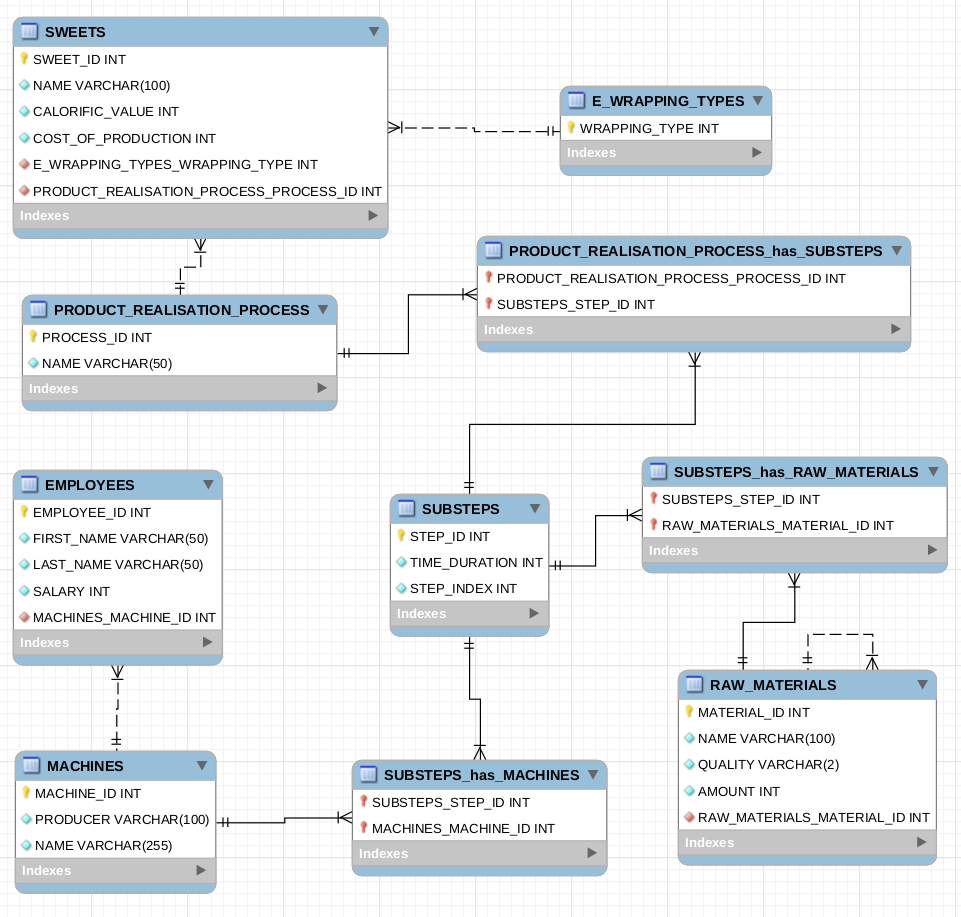 SWEETS
SWEET_ID INT
NAME VARCHAR(100)
CALORIFIC_VALUE INT
COST_OF_PRODUCTION INT
E_WRAPPING_TYPES_WRAPPING_TYPE INT
PRODUCT_REALISATION_PROCESS_PROCESS_ID INT
Indexes
E_WRAPPING_TYPES
WRAPPING_TYPE INT
Indexes
PRODUCT_REALISATION_PROCESS_has_SUBSTEPS
PRODUCT_REALISATION_PROCESS_PROCESS_ID INT
SUBSTEPS_STEP_ID INT
Indexes
PRODUCT_REALISATION_PROCESS
PROCESS_ID INT
NAME VARCHAR(50)
Indexes
EMPLOYEES
EMPLOYEE_ID INT
FIRST_NAME VARCHAR(50)
LAST_NAME VARCHAR(50)
SALARY INT
MACHINES_MACHINE_ID INT
Indexes
SUBSTEPS
STEP_ID INT
TIME_DURATION INT
STEP_INDEX INT
Indexes
SUBSTEPS_has_RAW_MATERIALS
SUBSTEPS_STEP_ID INT
RAW_MATERIALS_MATERIAL_ID INT
Indexes
RAW_MATERIALS
MATERIAL_ID INT
NAME VARCHAR(100)
QUALITY VARCHAR(2)
AMOUNT INT
RAW_MATERIALS_MATERIAL_ID INT
Indexes
MACHINES
MACHINE_ID INT
PRODUCER VARCHAR(100)
NAME VARCHAR(255)
Indexes
SUBSTEPS_has_MACHINES
SUBSTEPS_STEP_ID INT
MACHINES_MACHINE_ID INT
Indexes